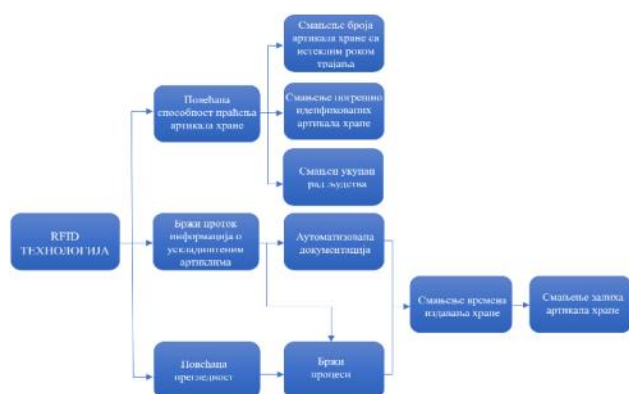 Смањење броја
артикала хране са
истеклим роком
трајања
Повећана
способност праћења
артикала хране
Смањење погрешно
идентификованих
артикала хране
Смањен укупан
рад људства
RFID
ТЕХНОЛОГИЈА
Бржи проток
информација о
ускладиштеним
артиклима
Аутоматизована
документација
Смањење времена
издавања хране
Смањење залиха
артикала хране
Повећана
прегледност
Бржи
процеси